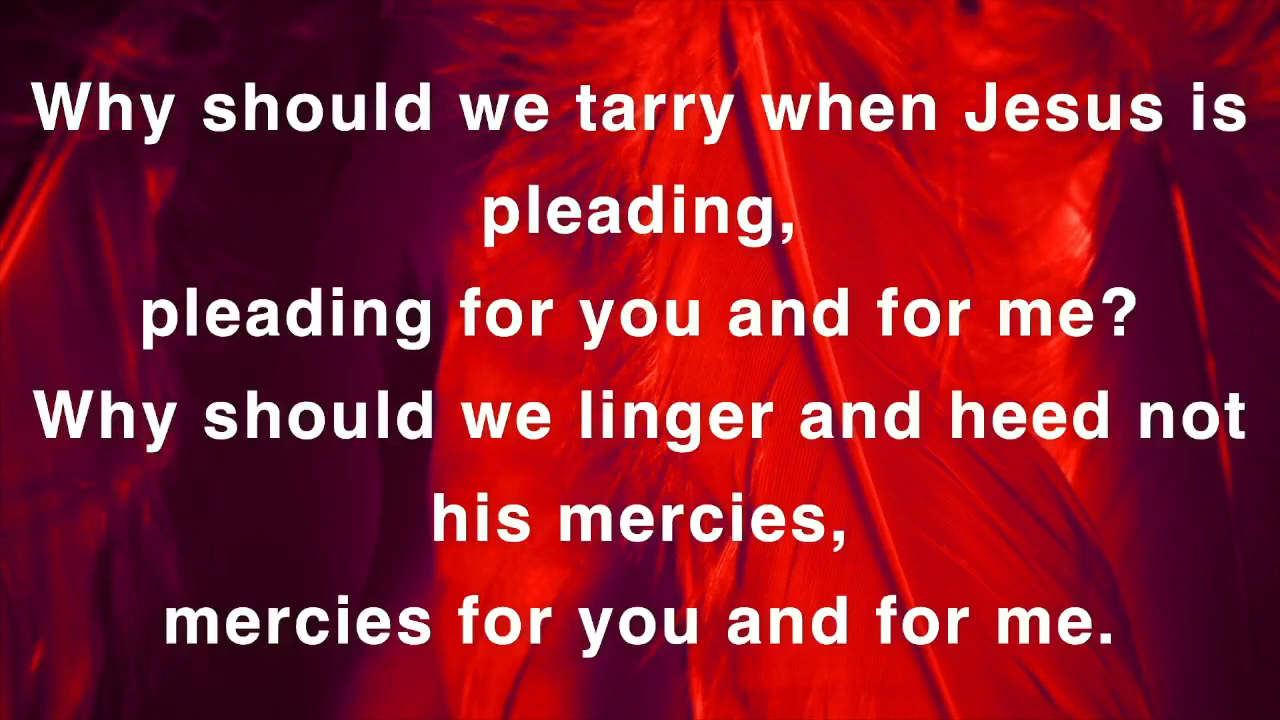 Why should we tarry when Jesus is
pleading,
pleading for you and for me?
Why should we linger and heed not
his mercies,
mercies for you and for me.